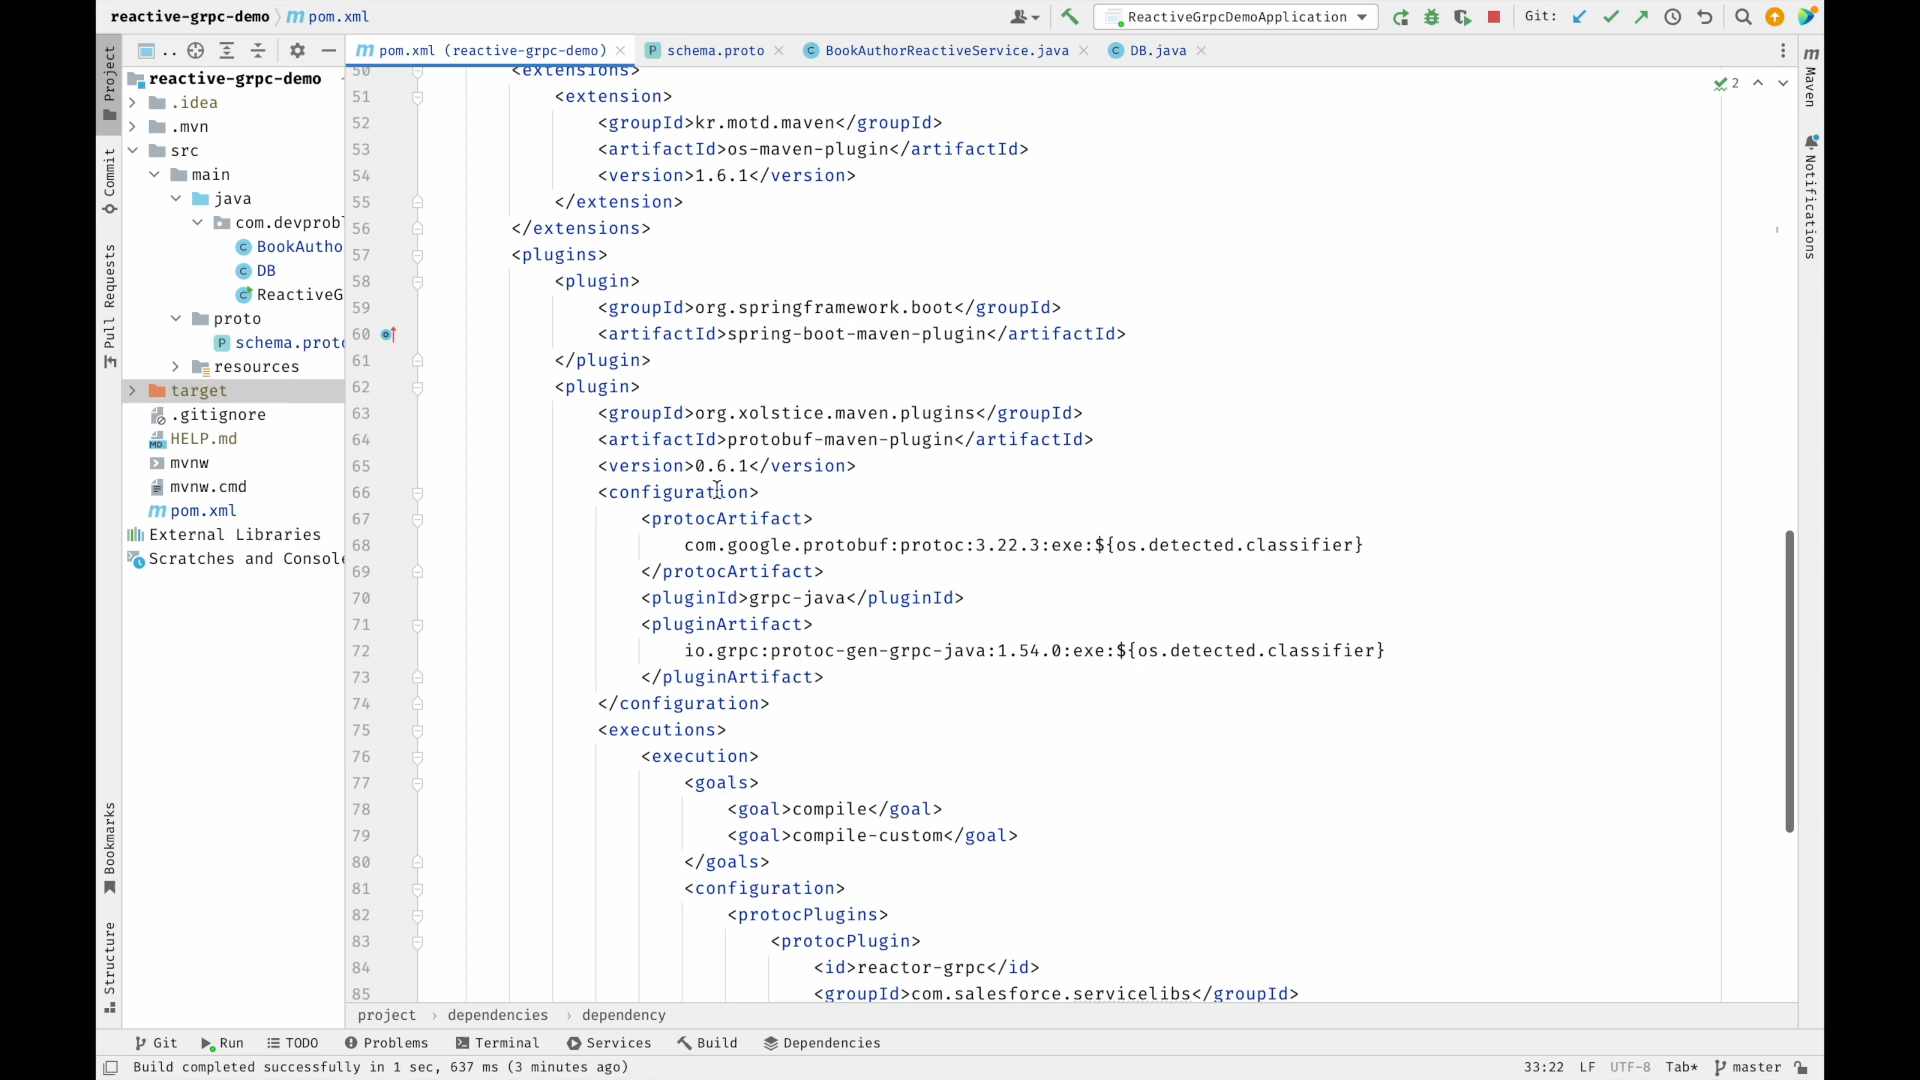 reactive-grpc-demo pom.xml
ReactiveGrpcDemoApplication
Git:
pom.xml (reactive-grpc-demo)
schema.proto
BookAuthorReactiveService.java
DB.java
Project
Commit
Pull Requests
Bookmarks
Structure
reactive-grpc-demo
.idea
.mvn
src
main
java
com.devprobl
BookAutho
DB
ReactiveG
proto
schema.proto
resources
target
.gitignore
HELP.md
mvnw
mvnw.cmd
pom.xml
External Libraries
Scratches and Console
50 <extensions>
51 <extension>
52 <groupId>kr.motd.maven</groupId>
53 <artifactId>os-maven-plugin</artifactId>
54 <version>1.6.1</version>
55 </extension>
56 </extensions>
57 <plugins>
58 <plugin>
59 <groupId>org.springframework.boot</groupId>
60 <artifactId>spring-boot-maven-plugin</artifactId>
61 </plugin>
62 <plugin>
63 <groupId>org.xolstice.maven.plugins</groupId>
64 <artifactId>protobuf-maven-plugin</artifactId>
65 <version>0.6.1</version>
66 <configuration>
67 <protocArtifact>
68 com.google.protobuf:protoc:3.22.3:exe:${os.detected.classifier}
69 </protocArtifact>
70 <pluginId>grpc-java</pluginId>
71 <pluginArtifact>
72 io.grpc:protoc-gen-grpc-java:1.54.0:exe:${os.detected.classifier}
73 </pluginArtifact>
74 </configuration>
75 <executions>
76 <execution>
77 <goals>
78 <goal>compile</goal>
79 <goal>compile-custom</goal>
80 </goals>
81 <configuration>
82 <protocPlugins>
83 <protocPlugin>
84 <id>reactor-grpc</id>
85 <groupId>com.salesforce.servicelibs</groupId>
2
Maven
Notifications
project › dependencies › dependency
Git Run TODO Problems Terminal Services Build Dependencies
Build completed successfully in 1 sec, 637 ms (3 minutes ago)
33:22 LF UTF-8 Tab* master